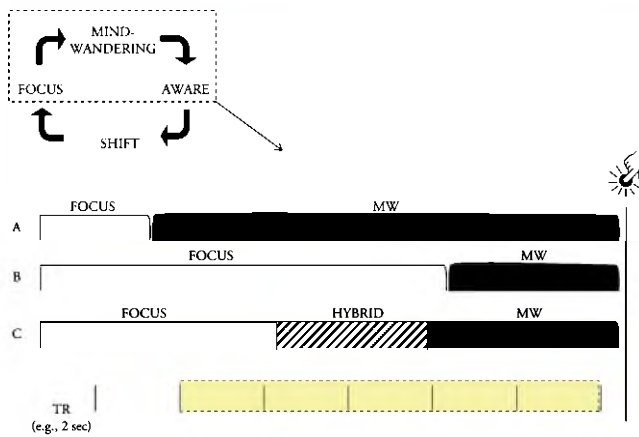 MIND-
WANDERING
FOCUS AWARE
SHIFT
FOCUS MW
A
FOCUS MW
B
FOCUS HYBRID MW
C
TR
(e.g., 2 sec)